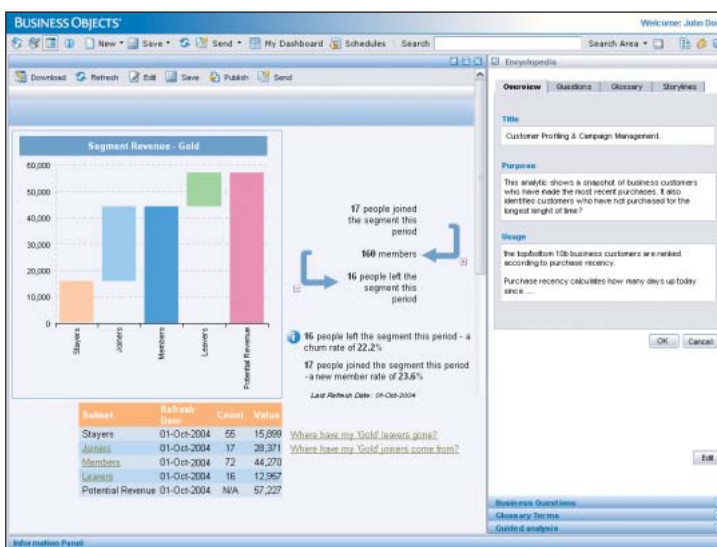 BUSINESS OBJECTS
Welcome: John Do
New Save Send My Dashboard Schedules Search Search Area
Download Refresh Edit Save Publish Send
Segment Revenue - Gold
60,000
50,000
40,000
30,000
20,000
10,000
0
Stayers
Joiners
Members
Leavers
Potential Revenue
17 people joined
the segment this
period
160 members
16 people left the
segment this
period
16 people left the segment this period - a
churn rate of 22.2%
17 people joined the segment this period
- a new member rate of 23.6%
Last Refresh Date : 01-Oct-2004
Subset Refresh Date Count Value
Stayers 01-Oct-2004 55 15,899
Joiners 01-Oct-2004 17 28,371
Members 01-Oct-2004 72 44,270
Leavers 01-Oct-2004 16 12,957
Potential Revenue 01-Oct-2004 N/A 57,227
Where have my 'Gold' leavers gone?
Where have my 'Gold' joiners come from?
Encyclopedia
Overview Questions Glossary Storylines
Title
Customer Profiling & Campaign Management.
Purpose
This analytic shows a snapshot of business customers
who have made the most recent purchases. It also
identifies customers who have not purchased for the
longest lenght of time?
Usage
the top/bottom 10b business customers are ranked
according to purchase recency.
Purchase recency calculates how many days up today
since ...
OK Cancel
Edit
Business Questions
Glossary Terms
Guided analysis
Information Panel